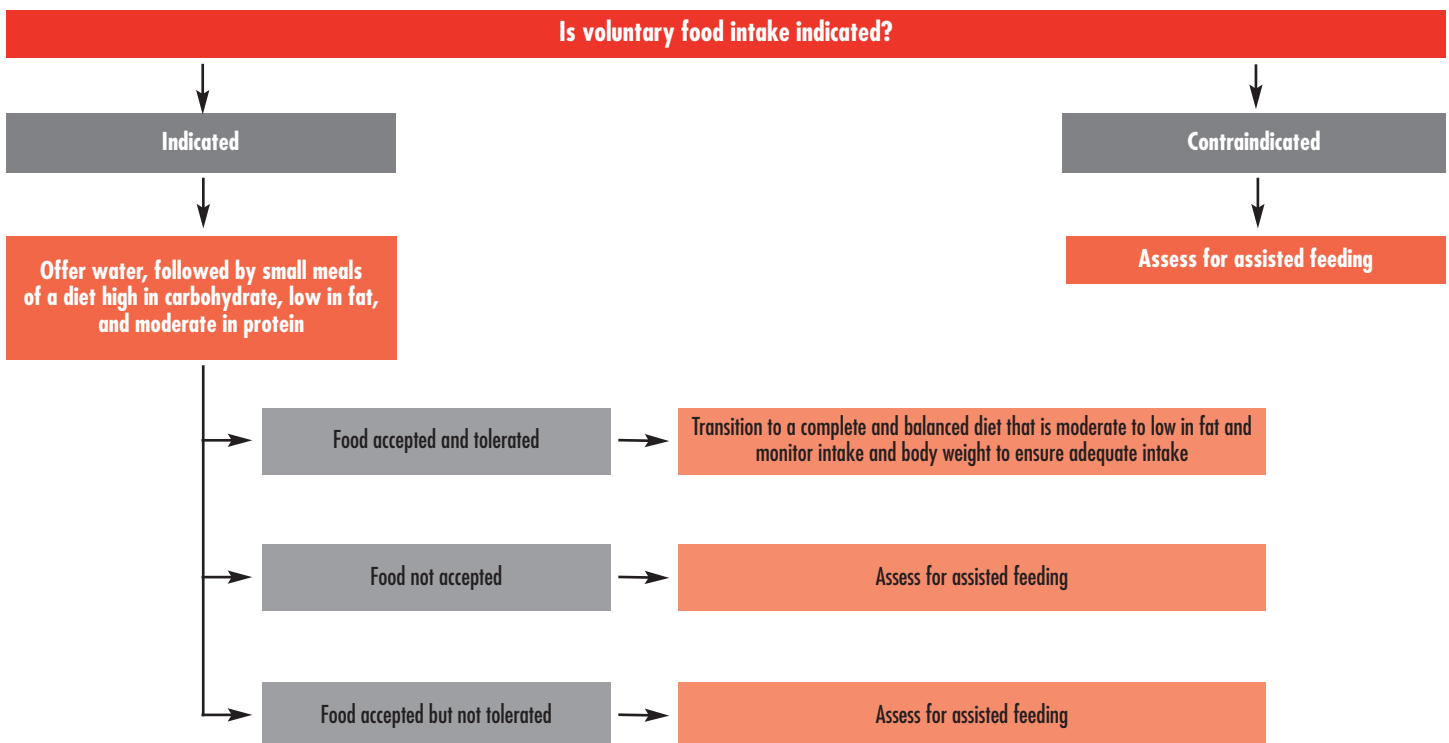 Is voluntary food intake indicated?
Indicated
Contraindicated
Offer water, followed by small meals
of a diet high in carbohydrate, low in fat,
and moderate in protein
Assess for assisted feeding
Food accepted and tolerated
Transition to a complete and balanced diet that is moderate to low in fat and
monitor intake and body weight to ensure adequate intake
Food not accepted
Assess for assisted feeding
Food accepted but not tolerated
Assess for assisted feeding